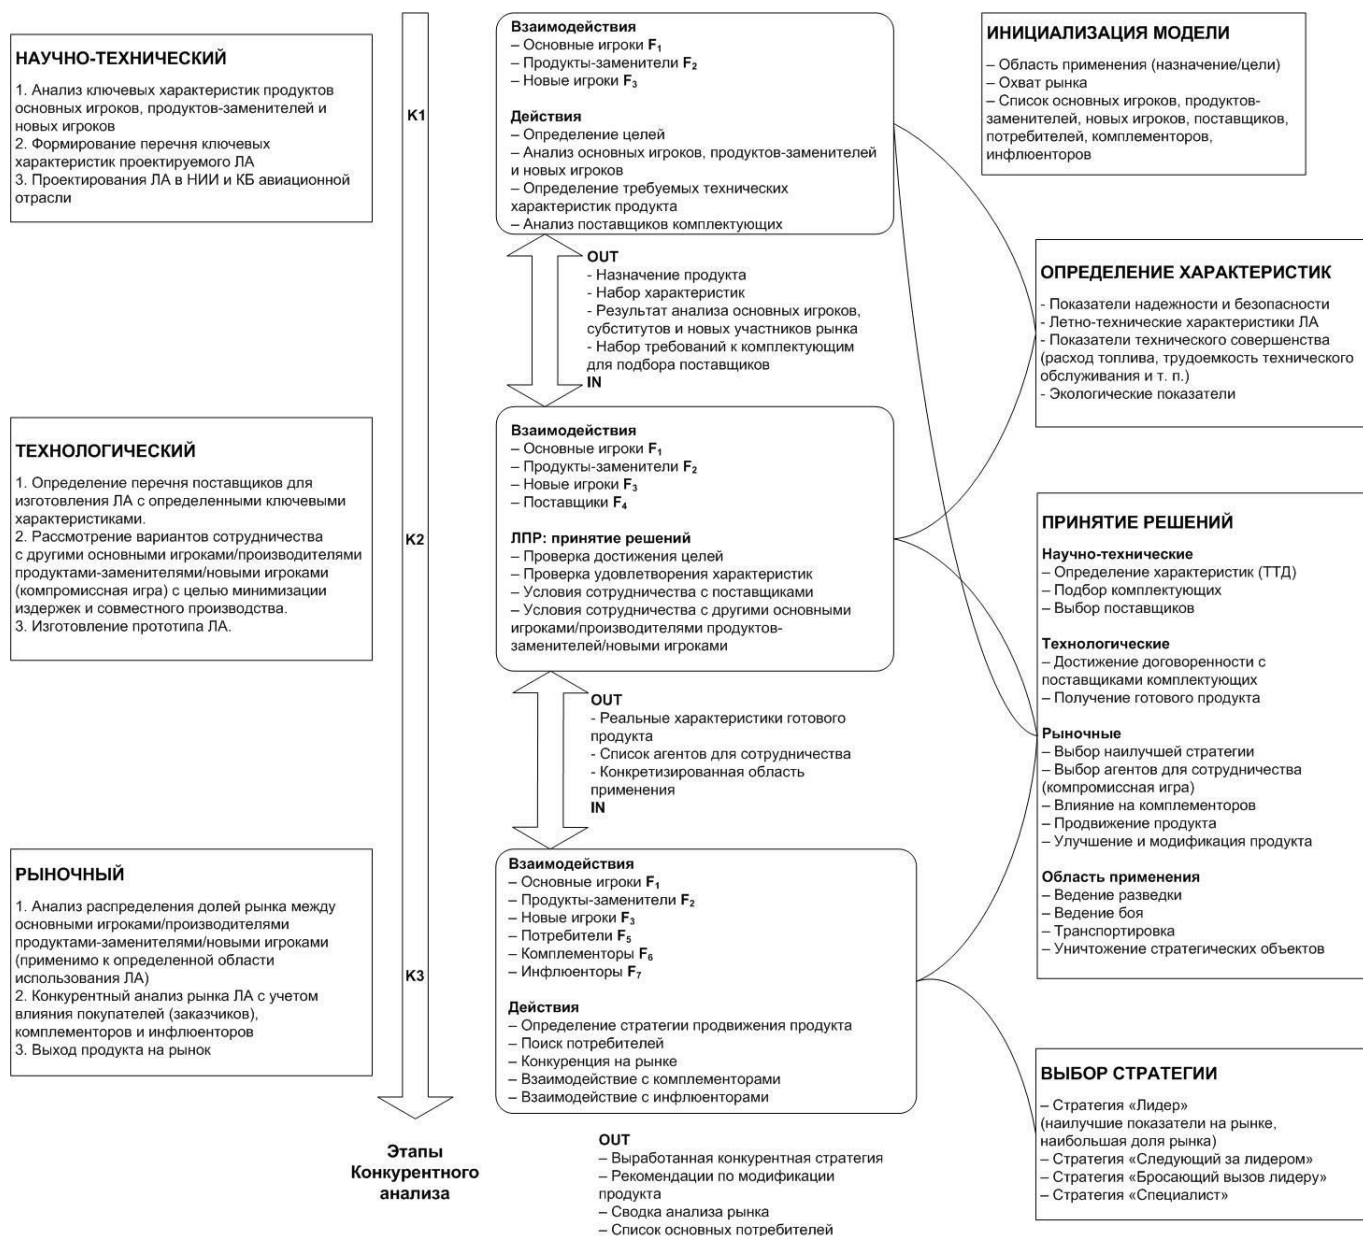 НАУЧНО-ТЕХНИЧЕСКИЙ
1. Анализ ключевых характеристик продуктов
основных игроков, продуктов-заменителей и
новых игроков
2. Формирование перечня ключевых
характеристик проектируемого ЛА
3. Проектирования ЛА в НИИ и КБ авиационной
отрасли
K1
Взаимодействия
– Основные игроки F₁
– Продукты-заменители F₂
– Новые игроки F₃
Действия
– Определение целей
– Анализ основных игроков, продуктов-заменителей
и новых игроков
– Определение требуемых технических
характеристик продукта
– Анализ поставщиков комплектующих
ИНИЦИАЛИЗАЦИЯ МОДЕЛИ
– Область применения (назначение/цели)
– Охват рынка
– Список основных игроков, продуктов-
заменителей, новых игроков, поставщиков,
потребителей, комплементоров,
инфлюенторов
OUT
- Назначение продукта
- Набор характеристик
- Результат анализа основных игроков,
субститутов и новых участников рынка
- Набор требований к комплектующим
для подбора поставщиков
IN
ОПРЕДЕЛЕНИЕ ХАРАКТЕРИСТИК
- Показатели надежности и безопасности
- Летно-технические характеристики ЛА
- Показатели технического совершенства
(расход топлива, трудоемкость технического
обслуживания и т. п.)
- Экологические показатели
ТЕХНОЛОГИЧЕСКИЙ
1. Определение перечня поставщиков для
изготовления ЛА с определенными ключевыми
характеристиками.
2. Рассмотрение вариантов сотрудничества
с другими основными игроками/производителями
продуктами-заменителями/новыми игроками
(компромиссная игра) с целью минимизации
издержек и совместного производства.
3. Изготовление прототипа ЛА.
K2
Взаимодействия
– Основные игроки F₁
– Продукты-заменители F₂
– Новые игроки F₃
– Поставщики F₄
ЛПР: принятие решений
– Проверка достижения целей
– Проверка удовлетворения характеристик
– Условия сотрудничества с поставщиками
– Условия сотрудничества с другими основными
игроками/производителями продуктов-
заменителей/новыми игроками
OUT
- Реальные характеристики готового
продукта
- Список агентов для сотрудничества
- Конкретизированная область
применения
IN
ПРИНЯТИЕ РЕШЕНИЙ
Научно-технические
– Определение характеристик (ТТД)
– Подбор комплектующих
– Выбор поставщиков
Технологические
– Достижение договоренности с
поставщиками комплектующих
– Получение готового продукта
Рыночные
– Выбор наилучшей стратегии
– Выбор агентов для сотрудничества
(компромиссная игра)
– Влияние на комплементоров
– Продвижение продукта
– Улучшение и модификация продукта
Область применения
– Ведение разведки
– Ведение боя
– Транспортировка
– Уничтожение стратегических объектов
РЫНОЧНЫЙ
1. Анализ распределения долей рынка между
основными игроками/производителями
продуктами-заменителями/новыми игроками
(применимо к определенной области
использования ЛА)
2. Конкурентный анализ рынка ЛА с учетом
влияния покупателей (заказчиков),
комплементоров и инфлюенторов
3. Выход продукта на рынок
K3
Взаимодействия
– Основные игроки F₁
– Продукты-заменители F₂
– Новые игроки F₃
– Потребители F₅
– Комплементоры F₆
– Инфлюенторы F₇
Действия
– Определение стратегии продвижения продукта
– Поиск потребителей
– Конкуренция на рынке
– Взаимодействие с комплементорами
– Взаимодействие с инфлюенторами
ВЫБОР СТРАТЕГИИ
– Стратегия «Лидер»
(наилучшие показатели на рынке,
наибольшая доля рынка)
– Стратегия «Следующий за лидером»
– Стратегия «Бросающий вызов лидеру»
– Стратегия «Специалист»
Этапы
Конкурентного
анализа
OUT
– Выработанная конкурентная стратегия
– Рекомендации по модификации
продукта
– Сводка анализа рынка
– Список основных потребителей